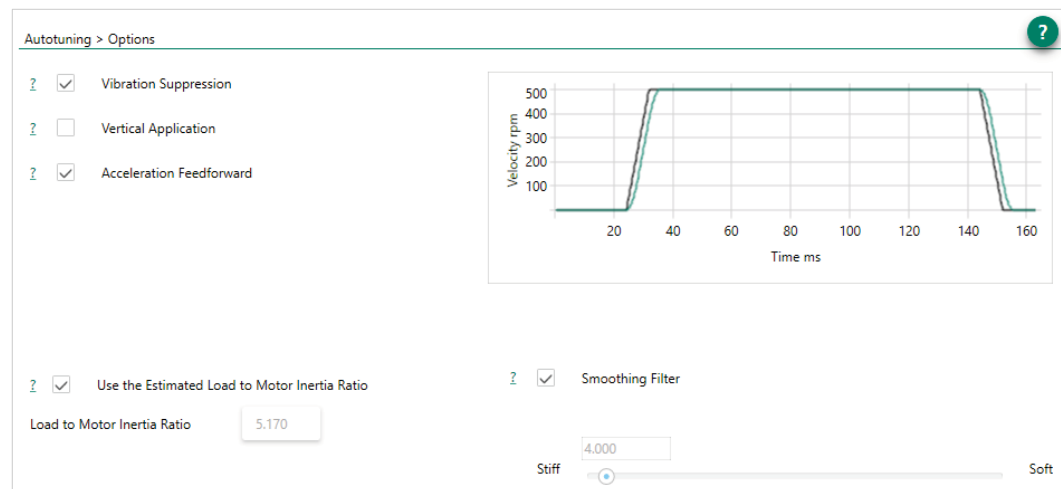 Autotuning > Options
?
? Vibration Suppression
? Vertical Application
? Acceleration Feedforward
Velocity rpm
500
400
300
200
100
20 40 60 80 100 120 140 160
Time ms
? Use the Estimated Load to Motor Inertia Ratio
Load to Motor Inertia Ratio 5.170
? Smoothing Filter
4.000
Stiff Soft